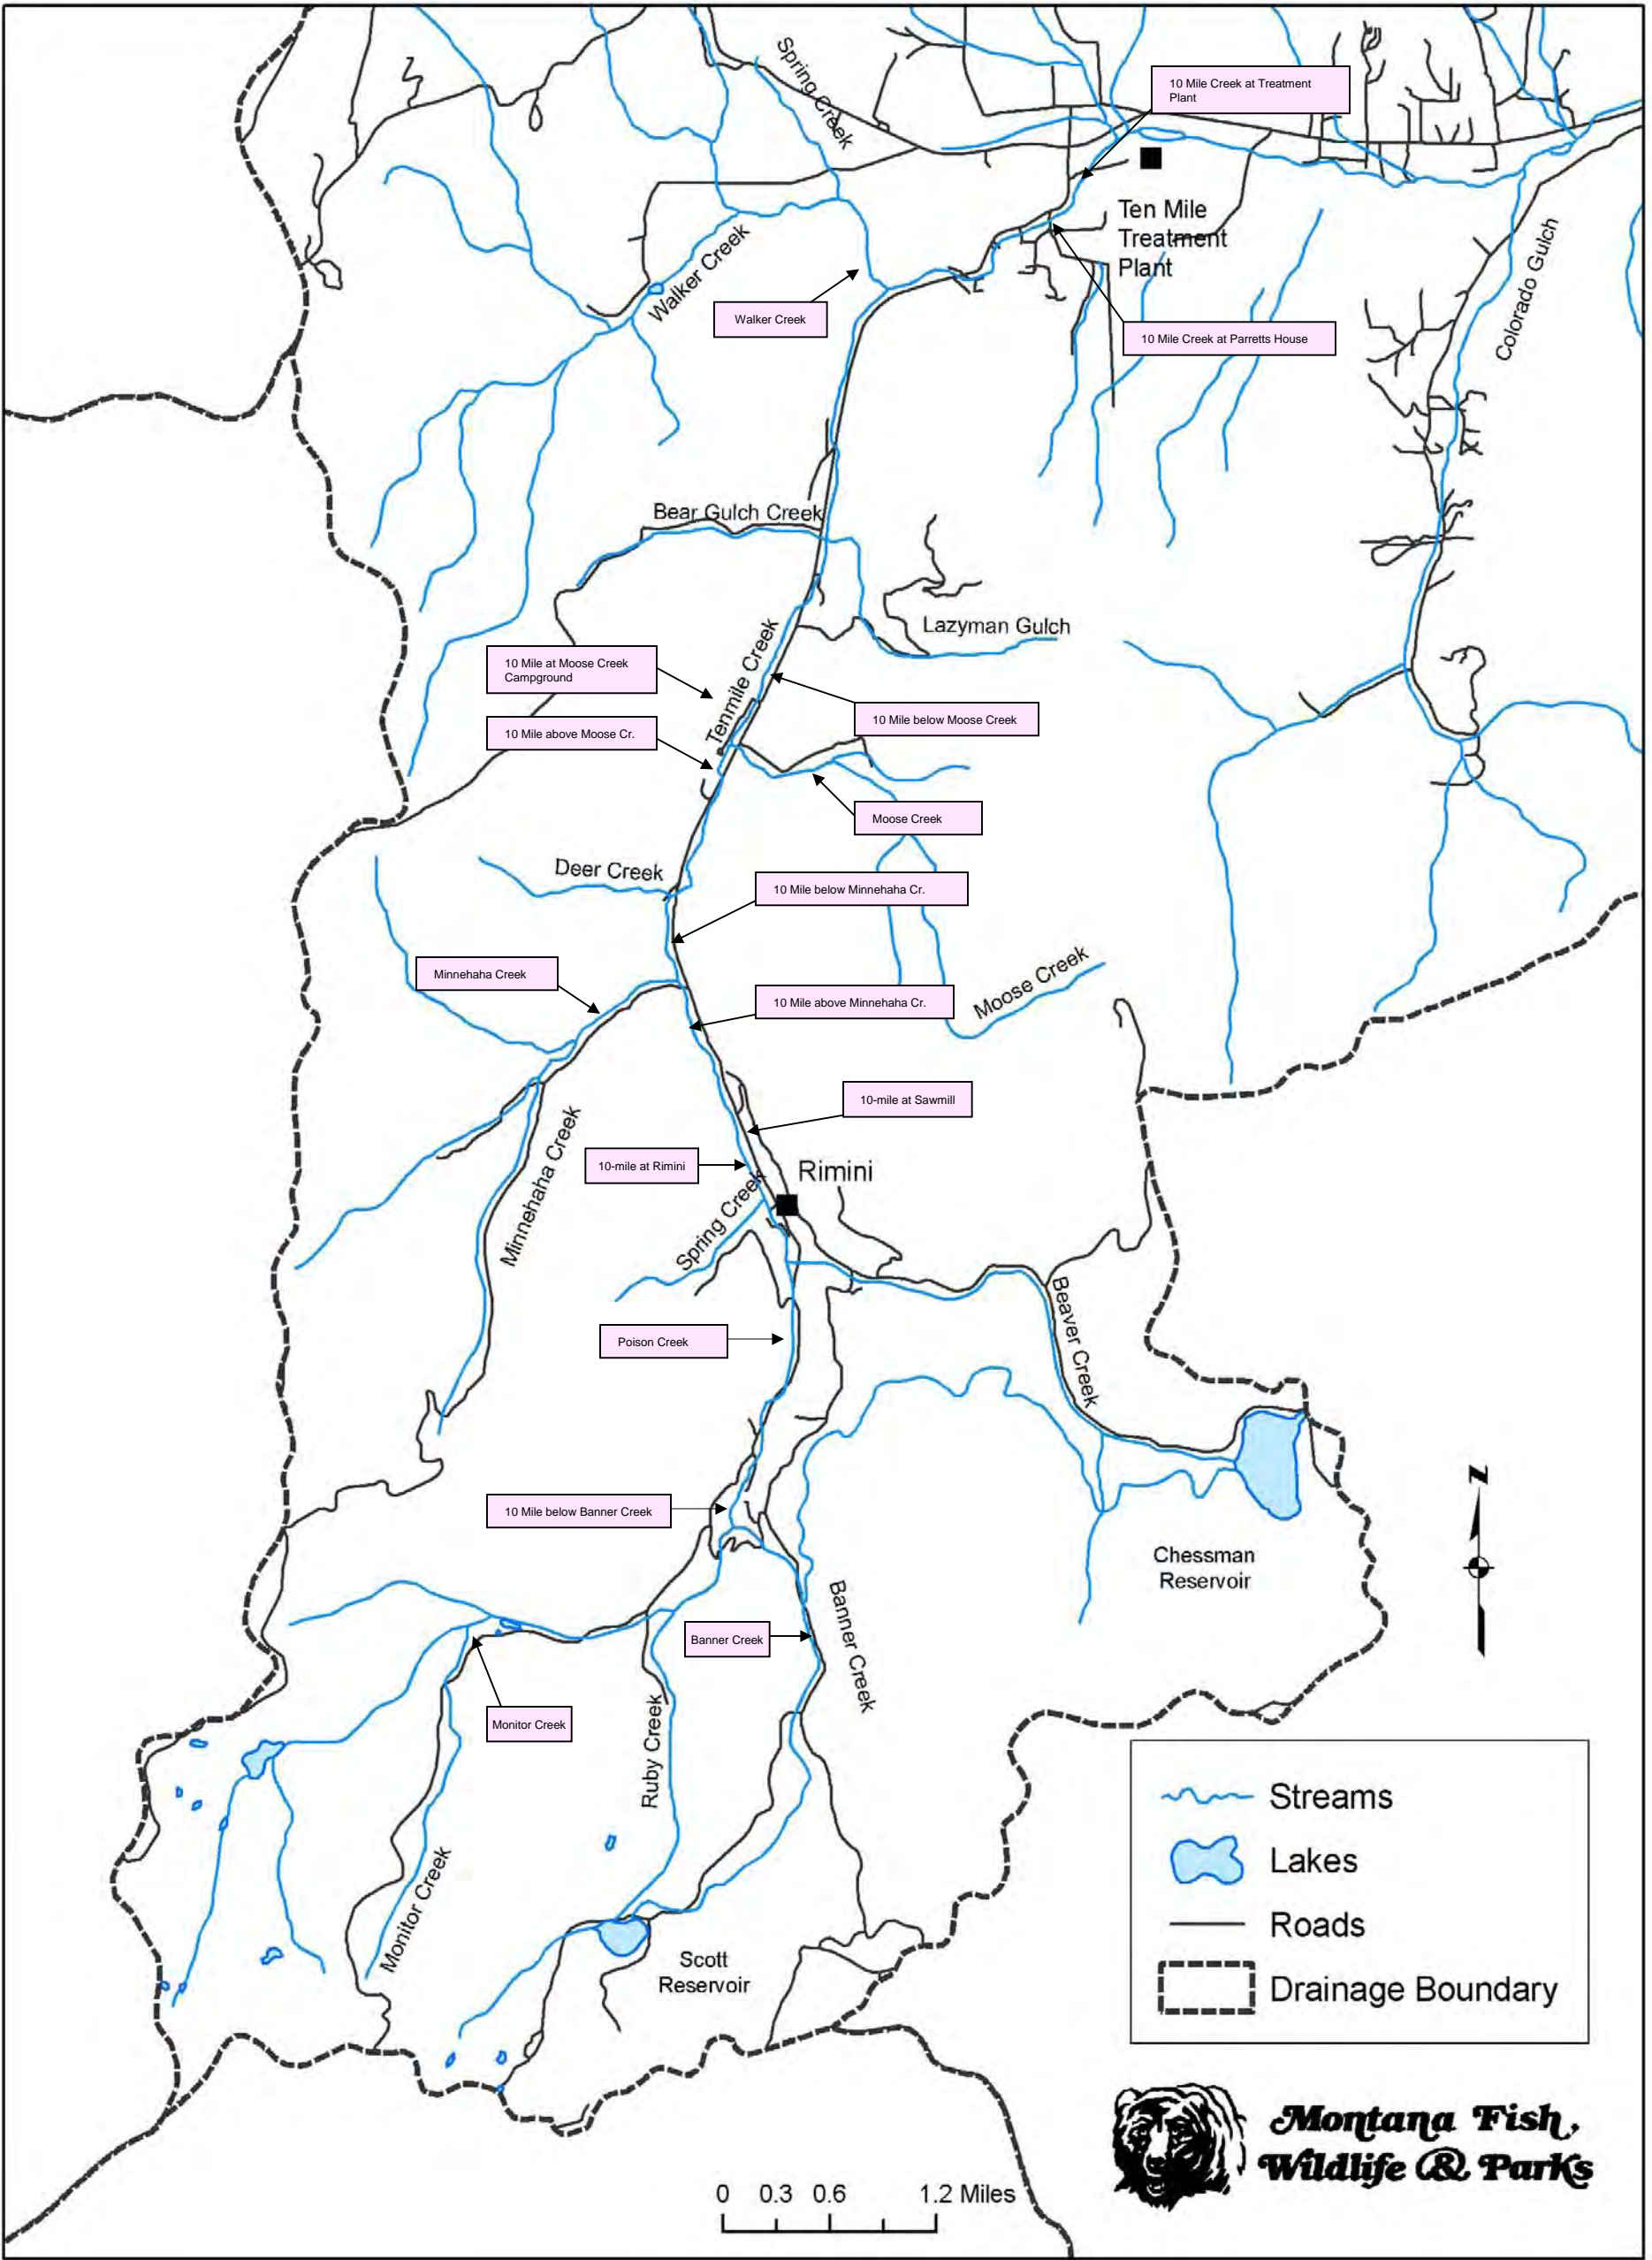 Spring Creek
10 Mile Creek at Treatment
Plant
Ten Mile
Treatment
Plant
Walker Creek
Colorado Gulch
Walker Creek
10 Mile Creek at Parretts House
Bear Gulch Creek
Lazyman Gulch
10 Mile at Moose Creek
Campground
Tenmile Creek
10 Mile below Moose Creek
10 Mile above Moose Cr.
Moose Creek
Deer Creek
10 Mile below Minnehaha Cr.
Minnehaha Creek
Moose Creek
10 Mile above Minnehaha Cr.
10-mile at Sawmill
Minnehaha Creek
10-mile at Rimini
Rimini
Spring Creek
Beaver Creek
Poison Creek
10 Mile below Banner Creek
N
Chessman
Reservoir
Banner Creek
Banner Creek
Monitor Creek
Ruby Creek
Monitor Creek
Scott
Reservoir
Streams
Lakes
Roads
Drainage Boundary
Montana Fish,
Wildlife & Parks
0 0.3 0.6 1.2 Miles